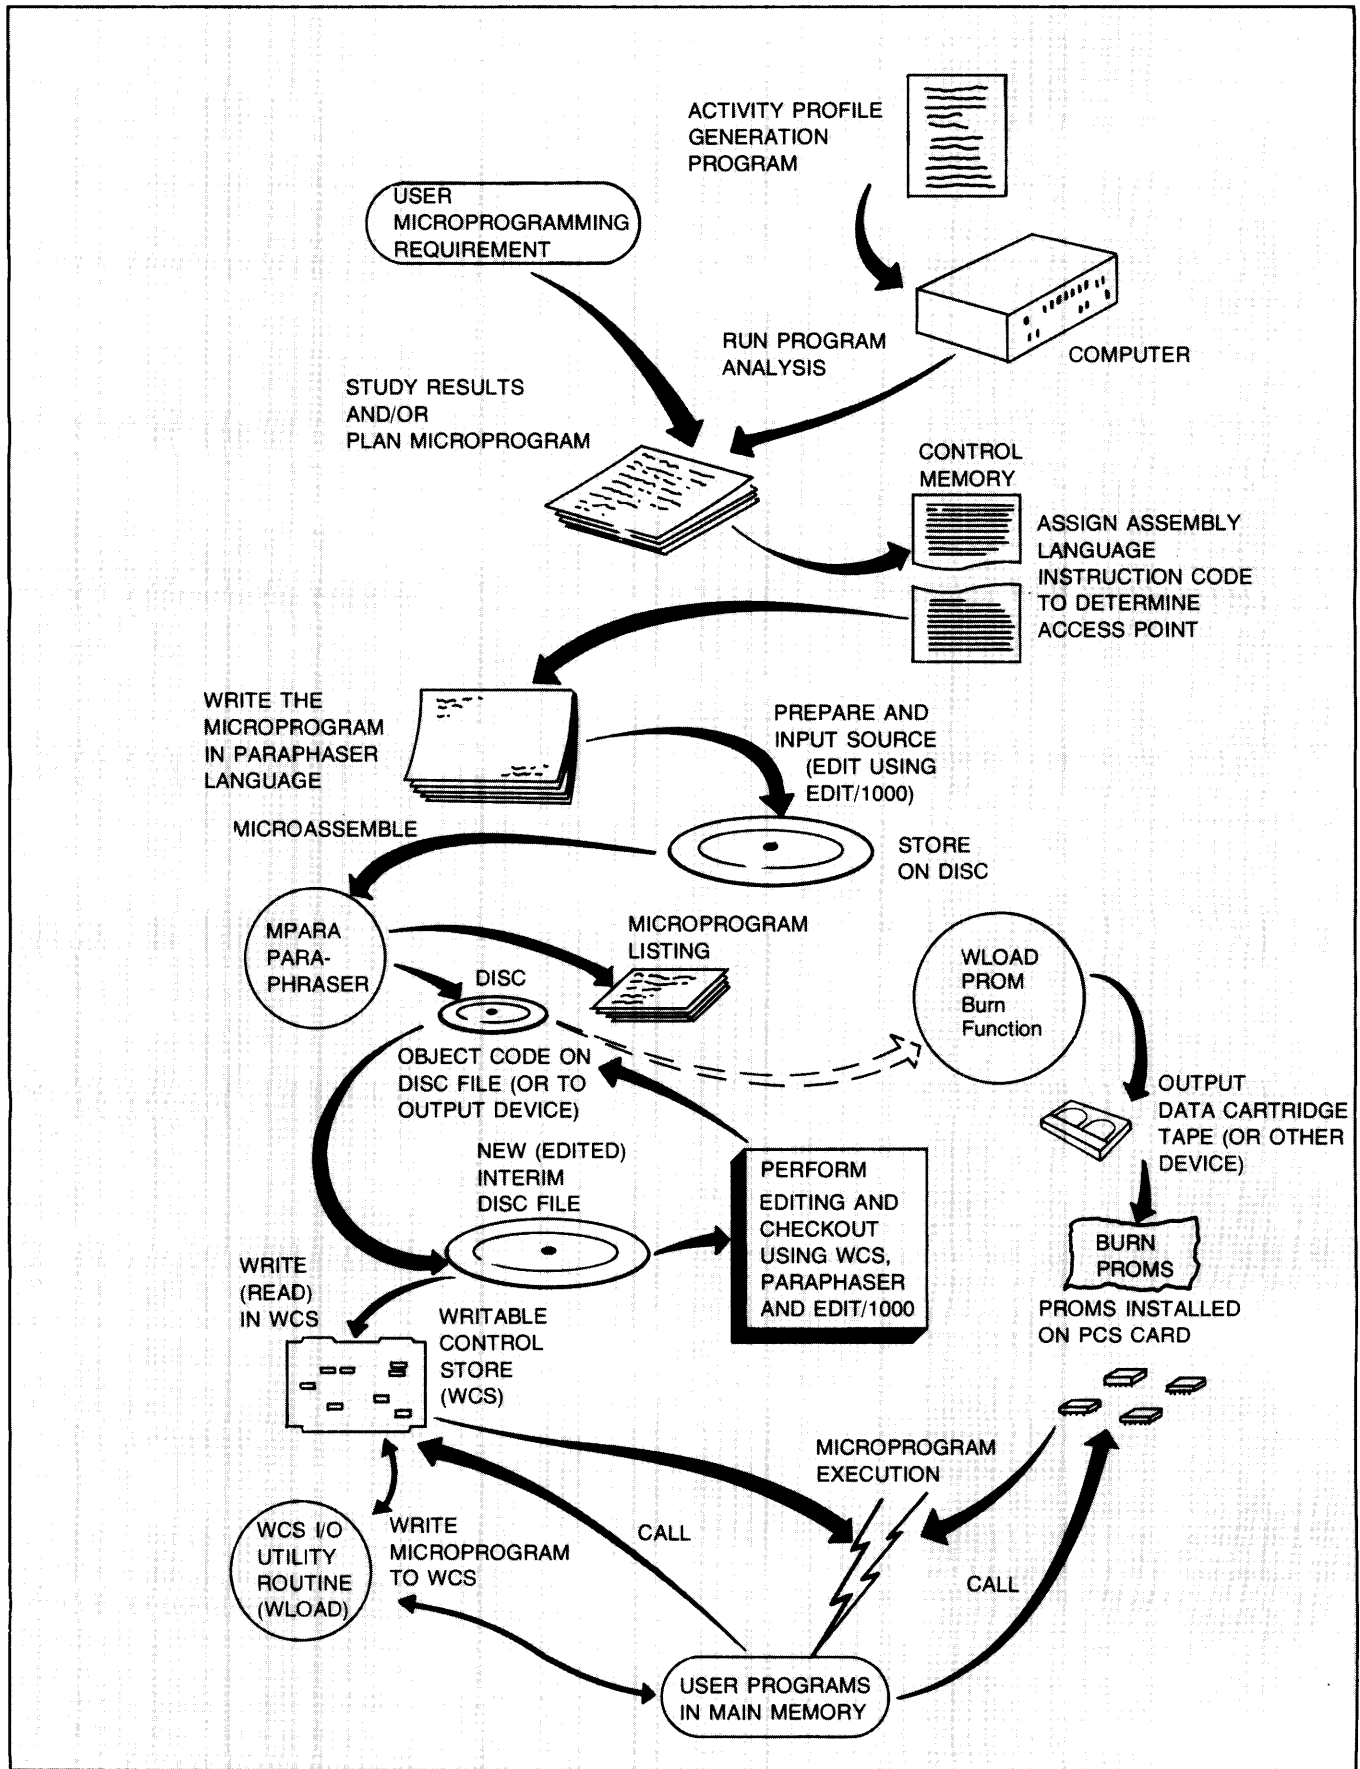 ACTIVITY PROFILE
GENERATION
PROGRAM
USER
MICROPROGRAMMING
REQUIREMENT
RUN PROGRAM
ANALYSIS
COMPUTER
STUDY RESULTS
AND/OR
PLAN MICROPROGRAM
CONTROL
MEMORY
ASSIGN ASSEMBLY
LANGUAGE
INSTRUCTION CODE
TO DETERMINE
ACCESS POINT
WRITE THE
MICROPROGRAM
IN PARAPHASER
LANGUAGE
PREPARE AND
INPUT SOURCE
(EDIT USING
EDIT/1000)
MICROASSEMBLE
STORE
ON DISC
MPARA
PARA-
PHRASER
MICROPROGRAM
LISTING
DISC
WLOAD
PROM
Burn
Function
OBJECT CODE ON
DISC FILE (OR TO
OUTPUT DEVICE)
OUTPUT
DATA CARTRIDGE
TAPE (OR OTHER
DEVICE)
NEW (EDITED)
INTERIM
DISC FILE
PERFORM
EDITING AND
CHECKOUT
USING WCS,
PARAPHASER
AND EDIT/1000
BURN
PROMS
WRITE
(READ)
IN WCS
WRITABLE
CONTROL
STORE
(WCS)
PROMS INSTALLED
ON PCS CARD
MICROPROGRAM
EXECUTION
WCS I/O
UTILITY
ROUTINE
(WLOAD)
WRITE
MICROPROGRAM
TO WCS
CALL
CALL
USER PROGRAMS
IN MAIN MEMORY